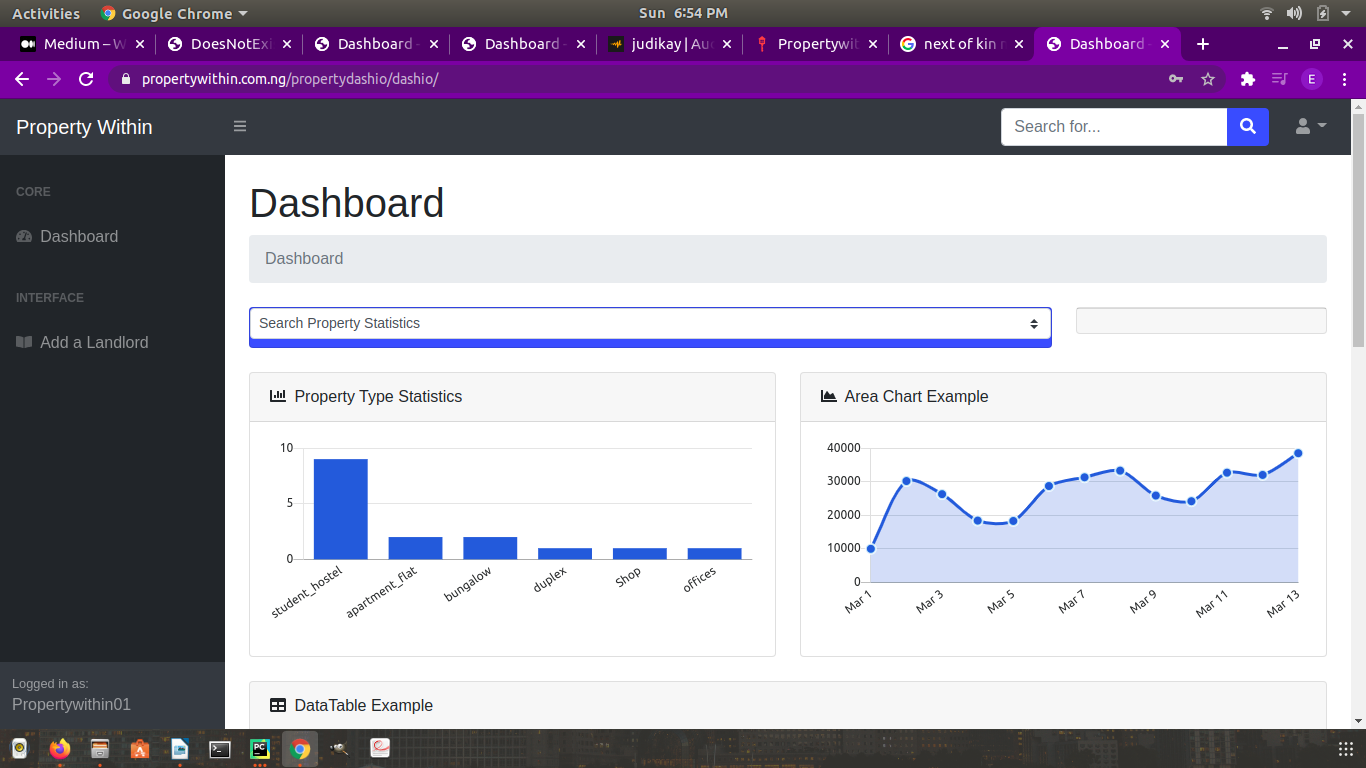 Activities Google Chrome Sun 6:54 PM
Medium – W DoesNotExi Dashboard - Dashboard - judikay | Au Propertywit next of kin r Dashboard -
propertywithin.com.ng/propertydashio/dashio/ E
Property Within Search for...
CORE
Dashboard
INTERFACE
Add a Landlord
Logged in as:
Propertywithin01
Dashboard
Dashboard
Search Property Statistics
Property Type Statistics
10
5
0
student_hostel apartment_flat bungalow duplex Shop offices
Area Chart Example
40000
30000
20000
10000
0
Mar 1 Mar 3 Mar 5 Mar 7 Mar 9 Mar 11 Mar 13
DataTable Example
PC